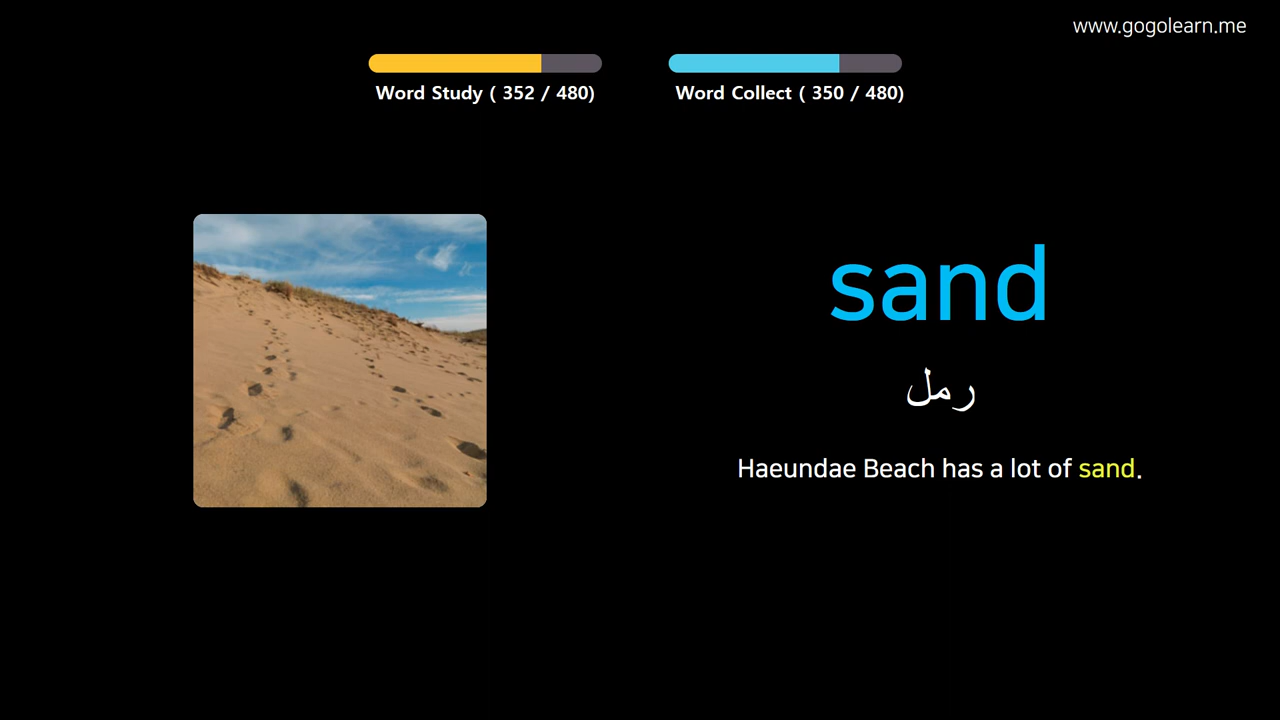 www.gogolearn.me
Word Study ( 352 / 480)
Word Collect ( 350 / 480)
sand
رمل
Haeundae Beach has a lot of sand.